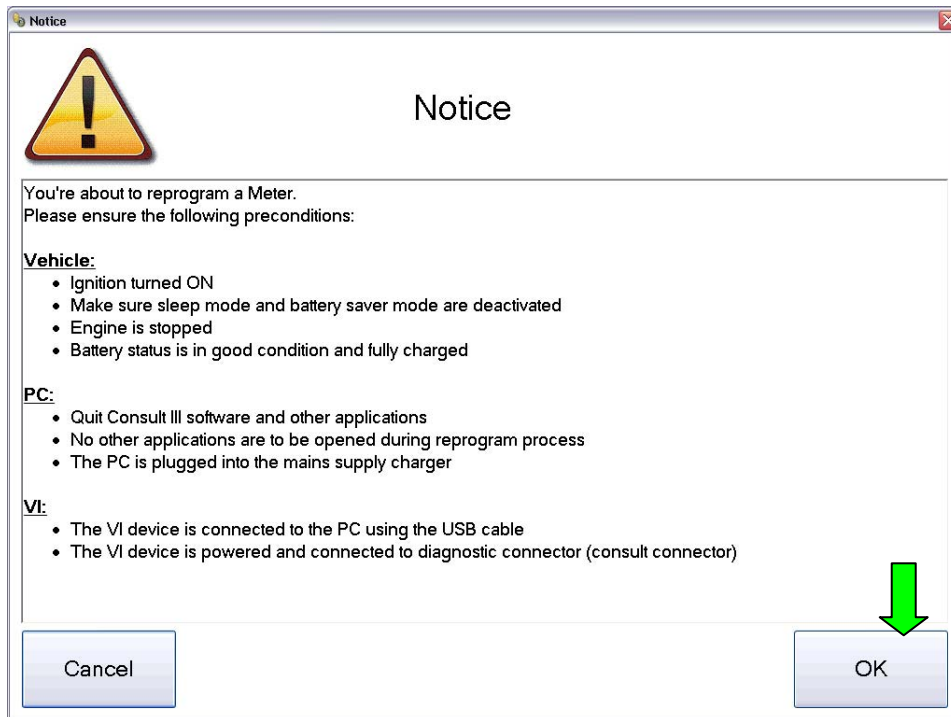 Notice
Notice
You're about to reprogram a Meter.
Please ensure the following preconditions:
Vehicle:
• Ignition turned ON
• Make sure sleep mode and battery saver mode are deactivated
• Engine is stopped
• Battery status is in good condition and fully charged
PC:
• Quit Consult III software and other applications
• No other applications are to be opened during reprogram process
• The PC is plugged into the mains supply charger
VI:
• The VI device is connected to the PC using the USB cable
• The VI device is powered and connected to diagnostic connector (consult connector)
Cancel
OK